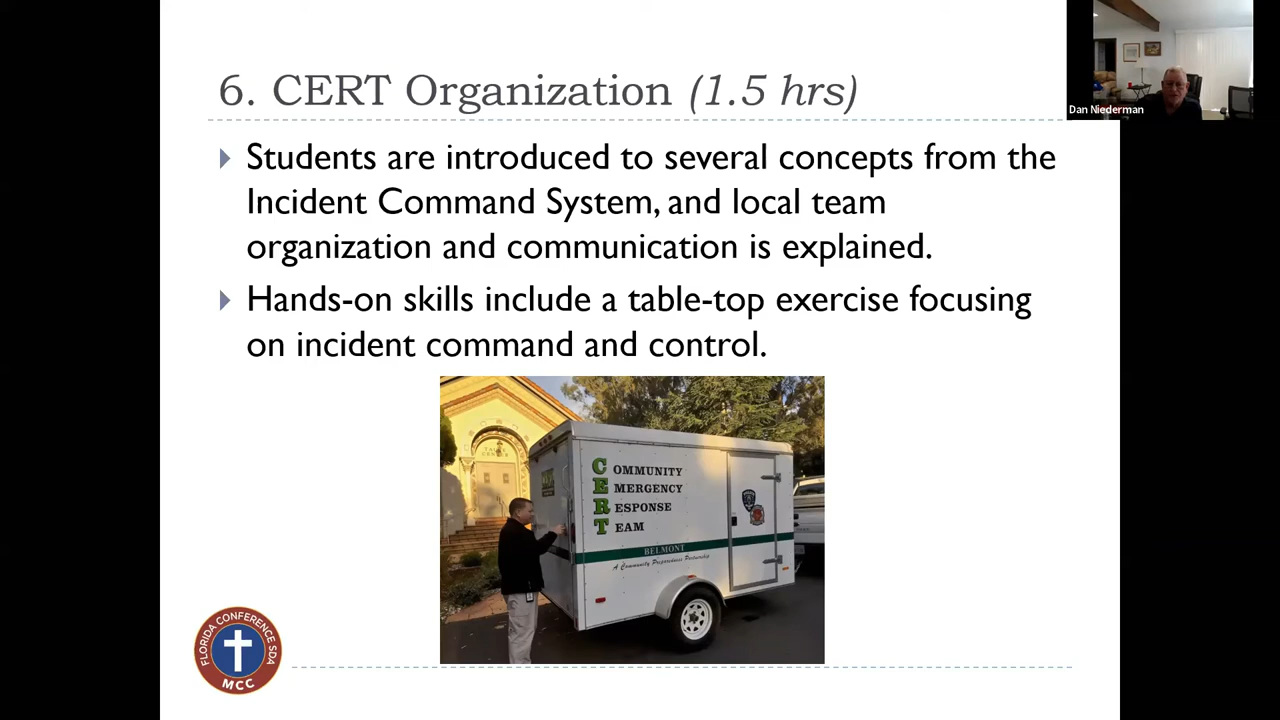 6. CERT Organization (1.5 hrs)
Dan Niederman
Students are introduced to several concepts from the
Incident Command System, and local team
organization and communication is explained.
Hands-on skills include a table-top exercise focusing
on incident command and control.
COMMUNITY
EMERGENCY
RESPONSE
TEAM
BELMONT
A Community Preparedness Partnership
FLORIDA CONFERENCE SDA
MCC